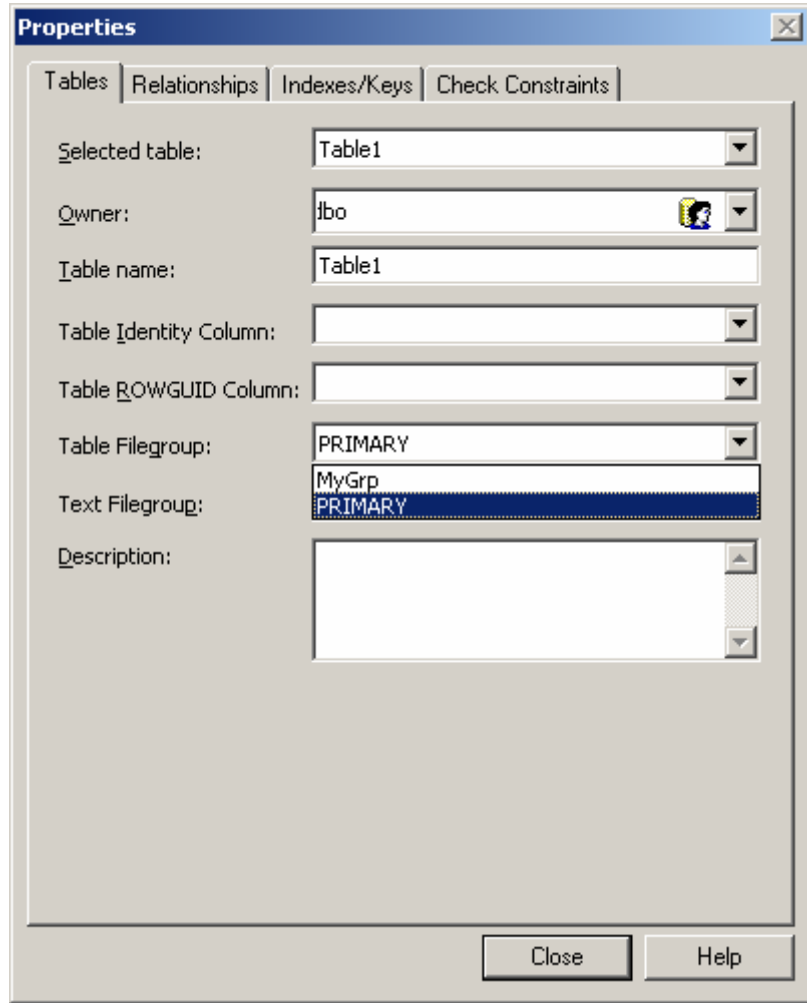 Properties
Tables Relationships Indexes/Keys Check Constraints
Selected table: Table1
Owner: dbo
Table name: Table1
Table Identity Column:
Table ROWGUID Column:
Table Filegroup: PRIMARY
MyGrp
Text Filegroup: PRIMARY
Description:
Close Help